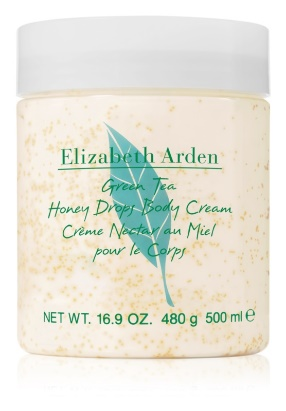 Elizabeth Arden
Green Tea
Honey Drops Body Cream
Crème Nectar au Miel
pour le Corps
NET WT. 16.9 OZ. 480 g 500 ml ℮